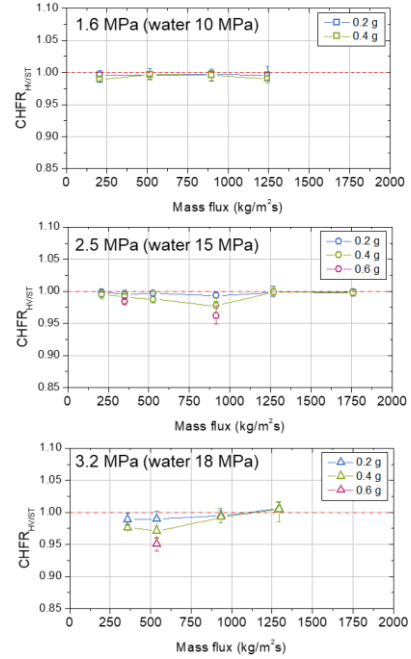 1.6 MPa (water 10 MPa)
0.2 g
0.4 g
1.10
1.05
1.00
0.95
0.90
0.85
CHFR_HV/ST
0 250 500 750 1000 1250 1500 1750 2000
Mass flux (kg/m²s)
2.5 MPa (water 15 MPa)
0.2 g
0.4 g
0.6 g
1.10
1.05
1.00
0.95
0.90
0.85
CHFR_HV/ST
0 250 500 750 1000 1250 1500 1750 2000
Mass flux (kg/m²s)
3.2 MPa (water 18 MPa)
0.2 g
0.4 g
0.6 g
1.10
1.05
1.00
0.95
0.90
0.85
CHFR_HV/ST
0 250 500 750 1000 1250 1500 1750 2000
Mass flux (kg/m²s)